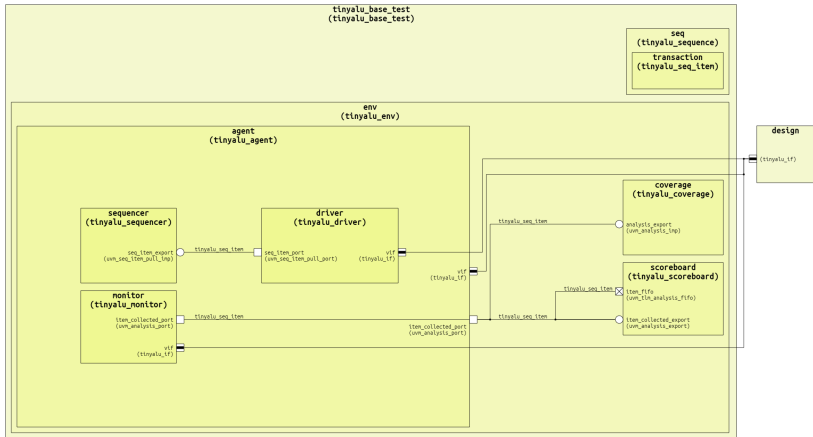 tinyalu_base_test
(tinyalu_base_test)
seq
(tinyalu_sequence)
transaction
(tinyalu_seq_item)
env
(tinyalu_env)
agent
(tinyalu_agent)
design
(tinyalu_if)
sequencer
(tinyalu_sequencer)
seq_item_export
(uvm_seq_item_pull_imp)
tinyalu_seq_item
driver
(tinyalu_driver)
seq_item_port
(uvm_seq_item_pull_port)
vif
(tinyalu_if)
vif
(tinyalu_if)
coverage
(tinyalu_coverage)
tinyalu_seq_item
analysis_export
(uvm_analysis_imp)
monitor
(tinyalu_monitor)
item_collected_port
(uvm_analysis_port)
tinyalu_seq_item
vif
(tinyalu_if)
item_collected_port
(uvm_analysis_port)
scoreboard
(tinyalu_scoreboard)
tinyalu_seq_item
item_fifo
(uvm_tlm_analysis_fifo)
tinyalu_seq_item
item_collected_export
(uvm_analysis_export)